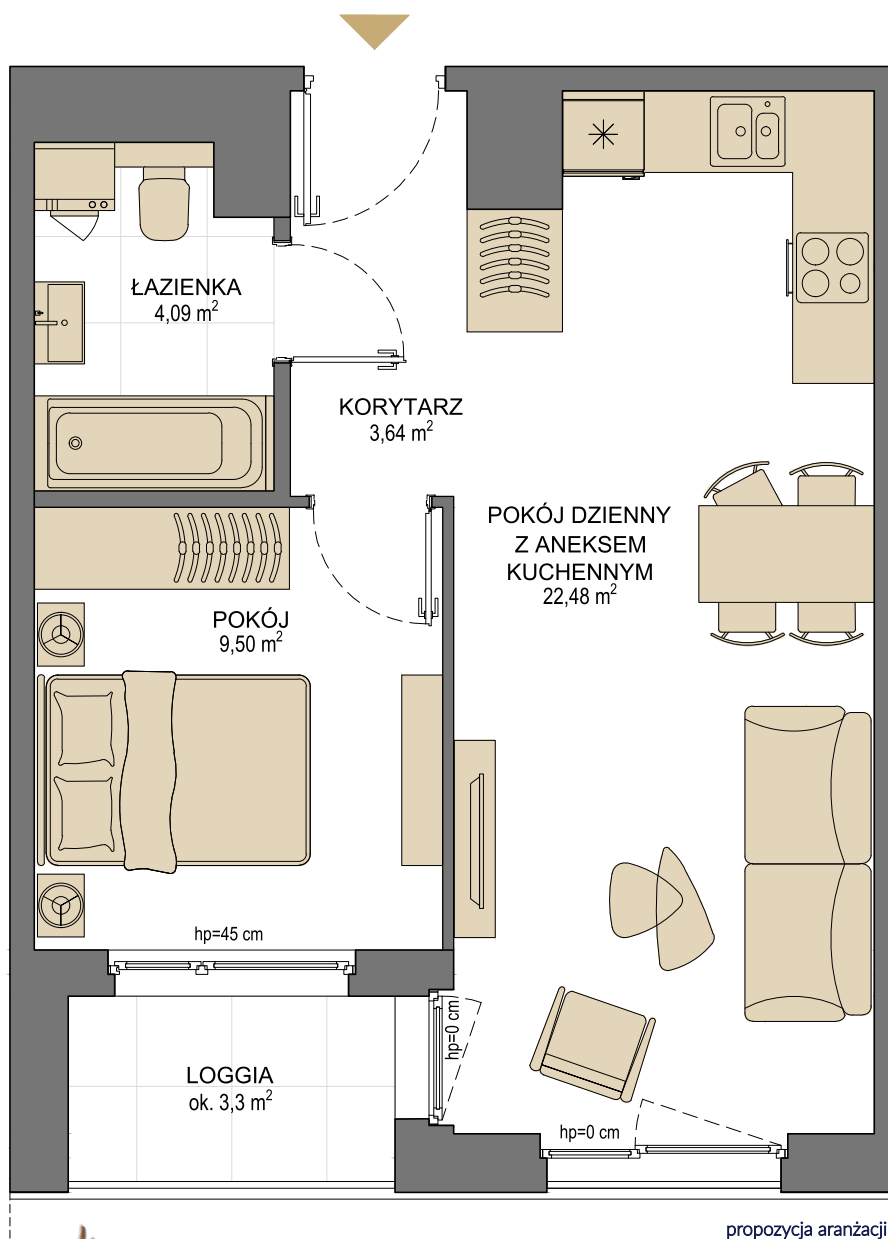 ŁAZIENKA
4,09 m²
KORYTARZ
3,64 m²
POKÓJ DZIENNY
Z ANEKSEM
KUCHENNYM
22,48 m²
POKÓJ
9,50 m²
hp=45 cm
hp=0 cm
LOGGIA
ok. 3,3 m²
hp=0 cm
propozycja aranżacji